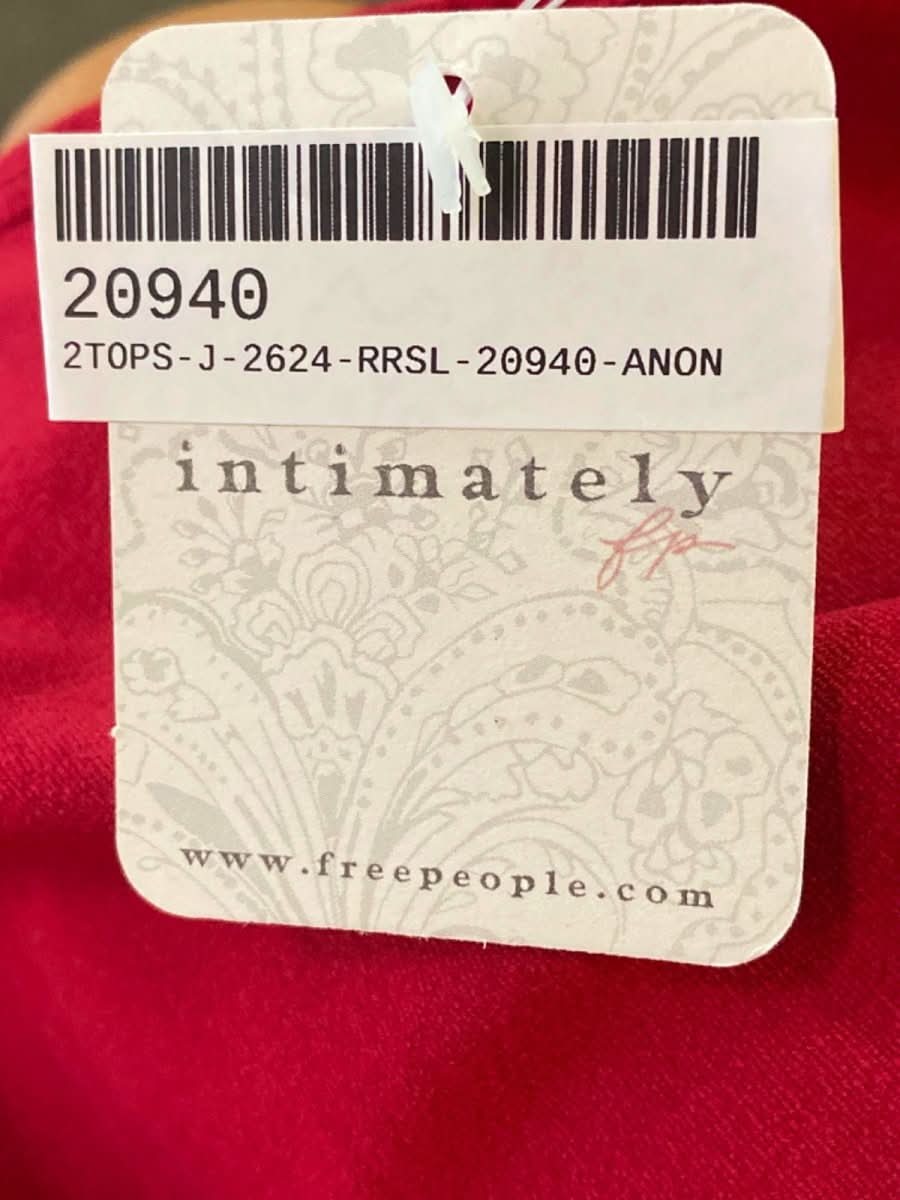 20940
2TOPS-J-2624-RRSL-20940-ANON
intimately
fp
www.freepeople.com